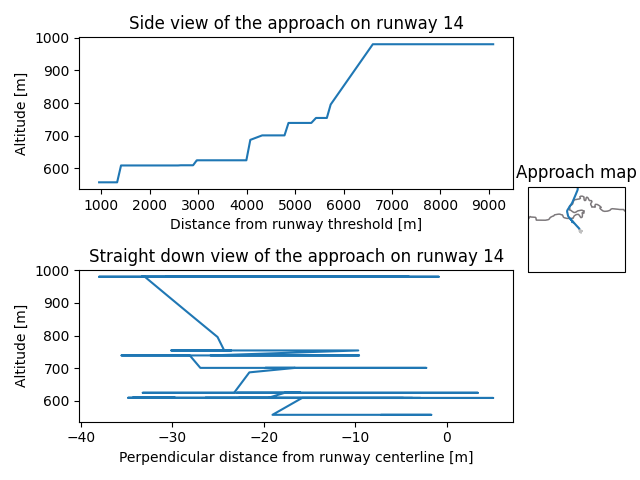 Side view of the approach on runway 14
1000
900
800
700
600
Altitude [m]
1000 2000 3000 4000 5000 6000 7000 8000 9000
Distance from runway threshold [m]
Approach map
Straight down view of the approach on runway 14
1000
900
800
700
600
Altitude [m]
−40 −30 −20 −10 0
Perpendicular distance from runway centerline [m]